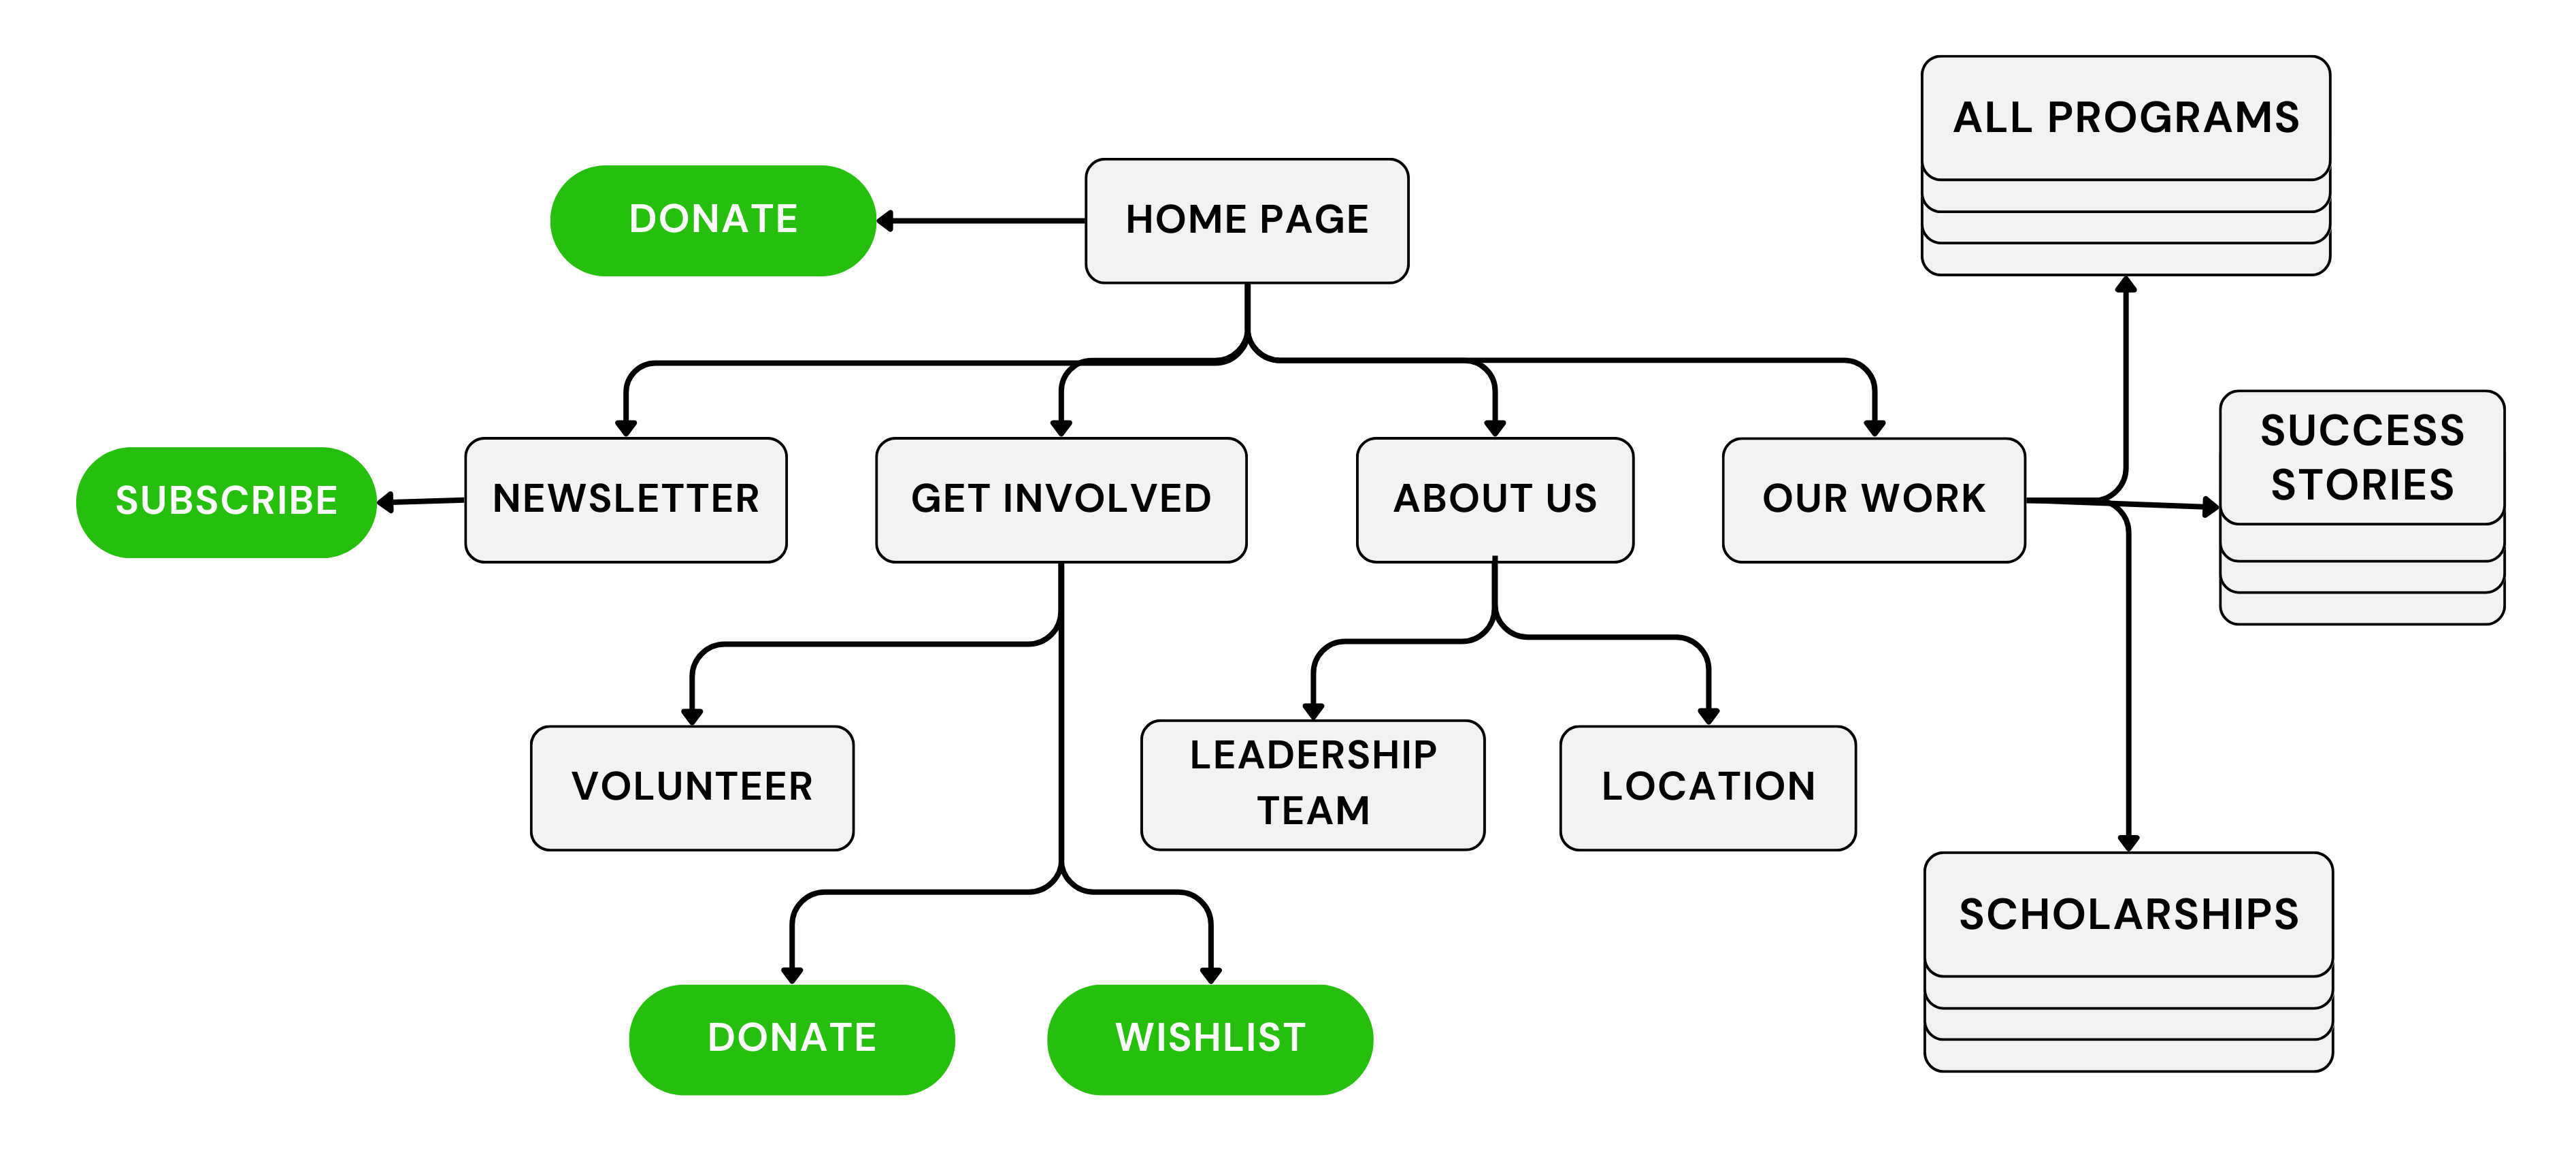 ALL PROGRAMS
DONATE
HOME PAGE
SUCCESS
STORIES
SUBSCRIBE
NEWSLETTER
GET INVOLVED
ABOUT US
OUR WORK
VOLUNTEER
LEADERSHIP
TEAM
LOCATION
SCHOLARSHIPS
DONATE
WISHLIST